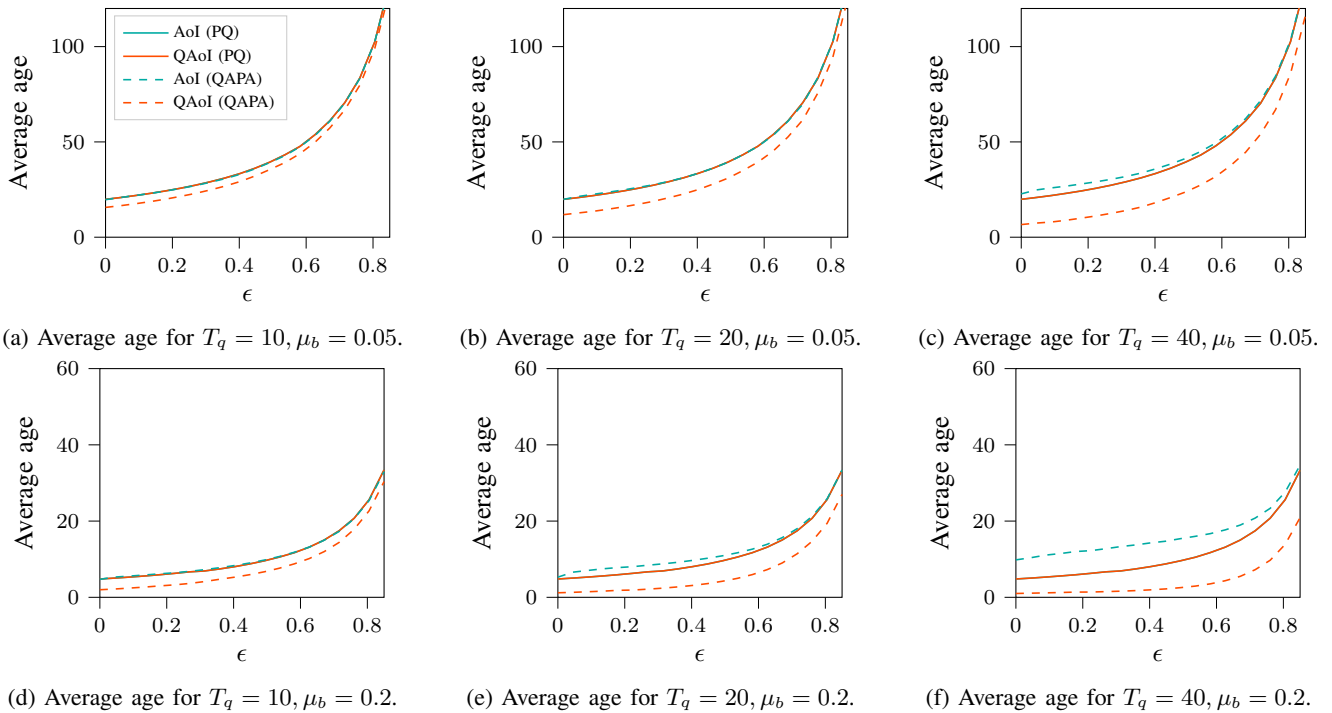 AoI (PQ)
QAoI (PQ)
AoI (QAPA)
QAoI (QAPA)
Average age
100
50
0
0 0.2 0.4 0.6 0.8
ϵ
(a) Average age for T_q = 10, μ_b = 0.05.
Average age
100
50
0
0 0.2 0.4 0.6 0.8
ϵ
(b) Average age for T_q = 20, μ_b = 0.05.
Average age
100
50
0
0 0.2 0.4 0.6 0.8
ϵ
(c) Average age for T_q = 40, μ_b = 0.05.
Average age
60
40
20
0
0 0.2 0.4 0.6 0.8
ϵ
(d) Average age for T_q = 10, μ_b = 0.2.
Average age
60
40
20
0
0 0.2 0.4 0.6 0.8
ϵ
(e) Average age for T_q = 20, μ_b = 0.2.
Average age
60
40
20
0
0 0.2 0.4 0.6 0.8
ϵ
(f) Average age for T_q = 40, μ_b = 0.2.